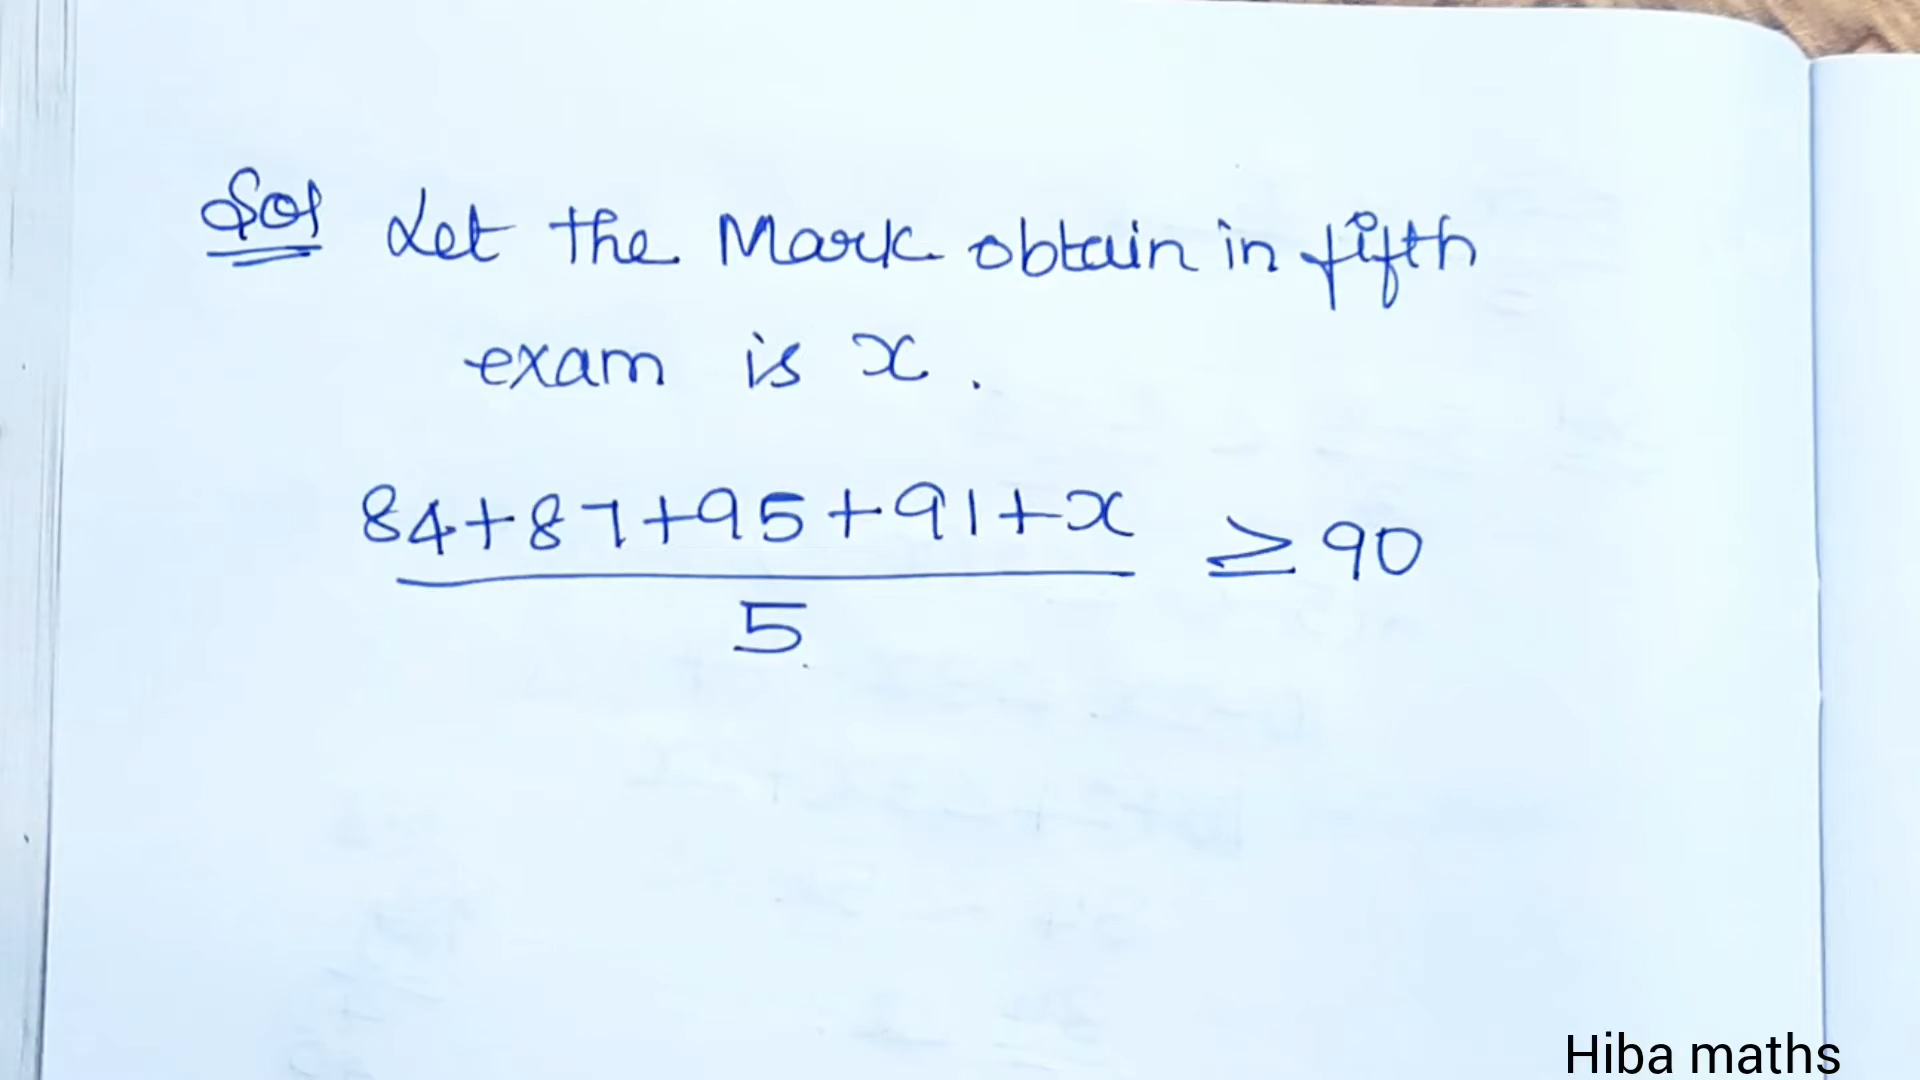 Sol Let the Mark obtain in fifth
exam is x.
84+87+95+91+x ≥ 90
5
Hiba maths